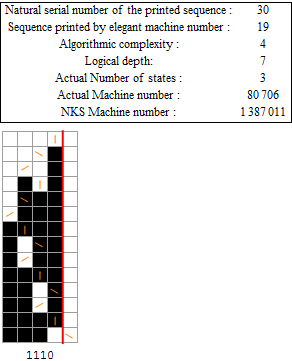 Natural serial number of the printed sequence : 30
Sequence printed by elegant machine number : 19
Algorithmic complexity : 4
Logical depth: 7
Actual Number of states : 3
Actual Machine number : 80 706
NKS Machine number : 1 387 011
1110